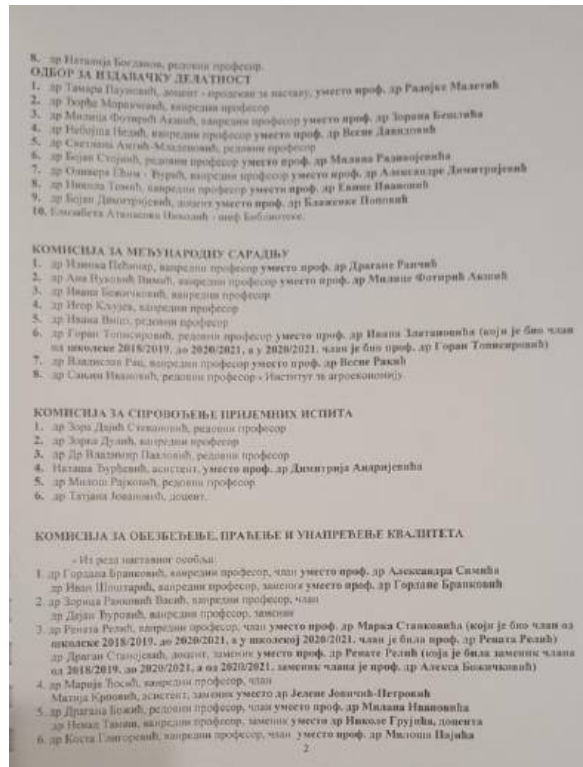 8. др Наталија Богданов, редовни професор.
ОДБОР ЗА ИЗДАВАЧКУ ДЕЛАТНОСТ
1. др Тамара Пауновић, доцент - продекан за наставу, уместо проф. др Радојке Малетић
2. др Ђорђе Моравчевић, ванредни професор
3. др Милица Фотирић Акшић, ванредни професор уместо проф. др Зорана Бешлића
4. др Небојша Недић, ванредни професор уместо проф. др Весне Давидовић
5. др Светлана Антић-Младеновић, редовни професор
6. др Бојан Стојнић, редовни професор уместо проф. др Милана Радивојевића
7. др Оливера Ећим - Ђурић, ванредни професор уместо проф. др Александре Димитријевић
8. др Никола Томић, ванредни професор уместо проф. др Евице Ивановић
9. др Бојан Димитријевић, доцент уместо проф. др Блаженке Поповић
10. Елизабета Атанаскова Николић - шеф Библиотеке.
КОМИСИЈА ЗА МЕЂУНАРОДНУ САРАДЊУ
1. др Илинка Пећинар, ванредни професор уместо проф. др Драгане Ранчић
2. др Ана Вуковић Вимић, ванредни професор уместо проф. др Милице Фотирић Акшић
3. др Ивана Божичковић, ванредни професор
4. др Игор Кљујев, ванредни професор
5. др Ивана редовни професор
6. др Горан Тописировић, редовни професор уместо проф. др Ивана Златановића (који је био члан
од школске 2018/2019. до 2020/2021, а у 2020/2021. члан је био проф. др Горан Тописировић)
7. др Владислав Рац, ванредни професор уместо проф. др Весне Ракић
8. др Сањин Ивановић, редовни професор - Институт за агроекономију.
КОМИСИЈА ЗА СПРОВОЂЕЊЕ ПРИЈЕМНИХ ИСПИТА
1. др Зора Дајић Стевановић, редовни професор
2. др Зорка Дулић, ванредни професор
3. др Др Владимир Павловић, редовни професор
4. Наташа Ђурђевић, асистент, уместо проф. др Димитрија Андријевића
5. др Милош Рајковић, редовни професор
6. др Татјана Јовановић, доцент.
КОМИСИЈА ЗА ОБЕЗБЕЂЕЊЕ, ПРАЋЕЊЕ И УНАПРЕЂЕЊЕ КВАЛИТЕТА
- Из реда наставног особља:
1. др Гордана Бранковић, ванредни професор, члан уместо проф. др Александра Симића
др Иван Шоштарић, ванредни професор, заменик уместо проф. др Гордане Бранковић
2. др Зорица Ранковић Васић, ванредни професор, члан
др Дејан Ђуровић, ванредни професор, заменик
3. др Рената Релић, ванредни професор, члан уместо проф. др Марка Станковића (који је био члан од
школске 2018/2019. до 2020/2021, а у школској 2020/2021. члан је била проф. др Рената Релић)
др Драган Станојевић, доцент, заменик уместо проф. др Ренате Релић (која је била заменик члана
од 2018/2019. до 2020/2021, а од 2020/2021. заменик члана је проф. др Алекса Божичковић)
4. др Марија Ћосић, ванредни професор, члан
Матија асистент, заменик уместо др Јелене Јовичић-Петровић
5. др Драгана Божић, редовни професор, члан уместо проф. др Милана Ивановића
др Ненад Тамаш, ванредни професор, заменик уместо др Николе Грујића, доцента
6. др Коста Глигоревић, ванредни професор, члан уместо проф. др Милоша Пајића
2